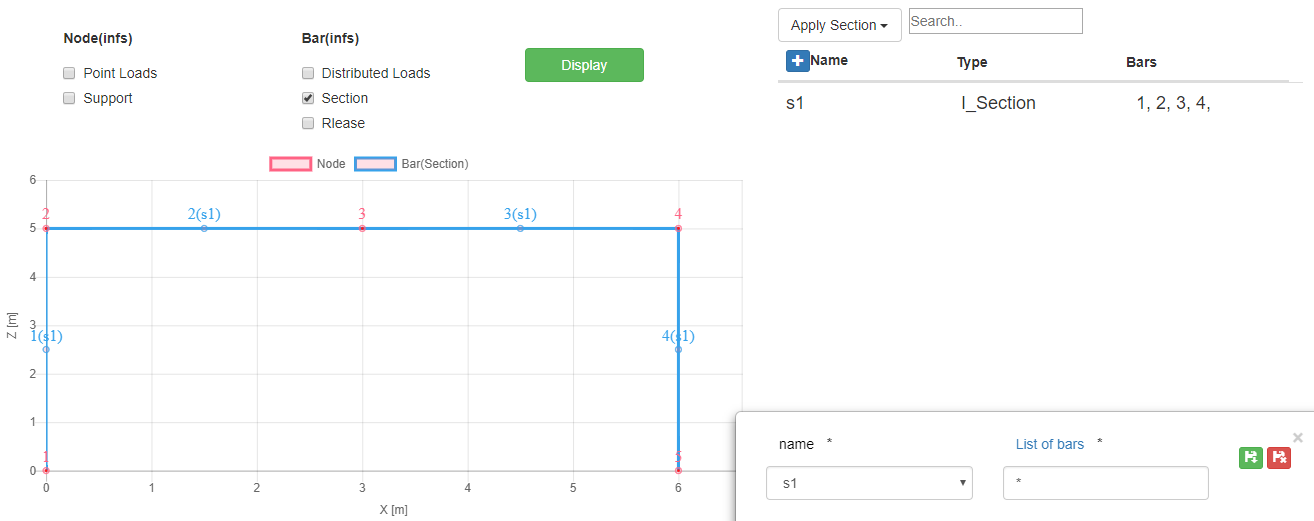 Node(infs)
Point Loads
Support
Bar(infs)
Distributed Loads
Section
Rlease
Display
Apply Section
Search..
Name Type Bars
s1 I_Section 1, 2, 3, 4,
Node Bar(Section)
6
5
4
3
2
1
0
Z [m]
2 2(s1) 3 3(s1) 4
1(s1) 4(s1)
1 5
0 1 2 3 4 5 6
X [m]
name * List of bars * ×
s1 *